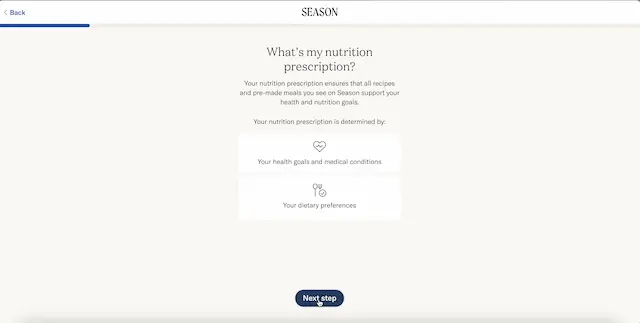 Back
SEASON
What's my nutrition
prescription?
Your nutrition prescription ensures that all recipes
and pre-made meals you see on Season support your
health and nutrition goals.
Your nutrition prescription is determined by:
Your health goals and medical conditions
Your dietary preferences
Next step